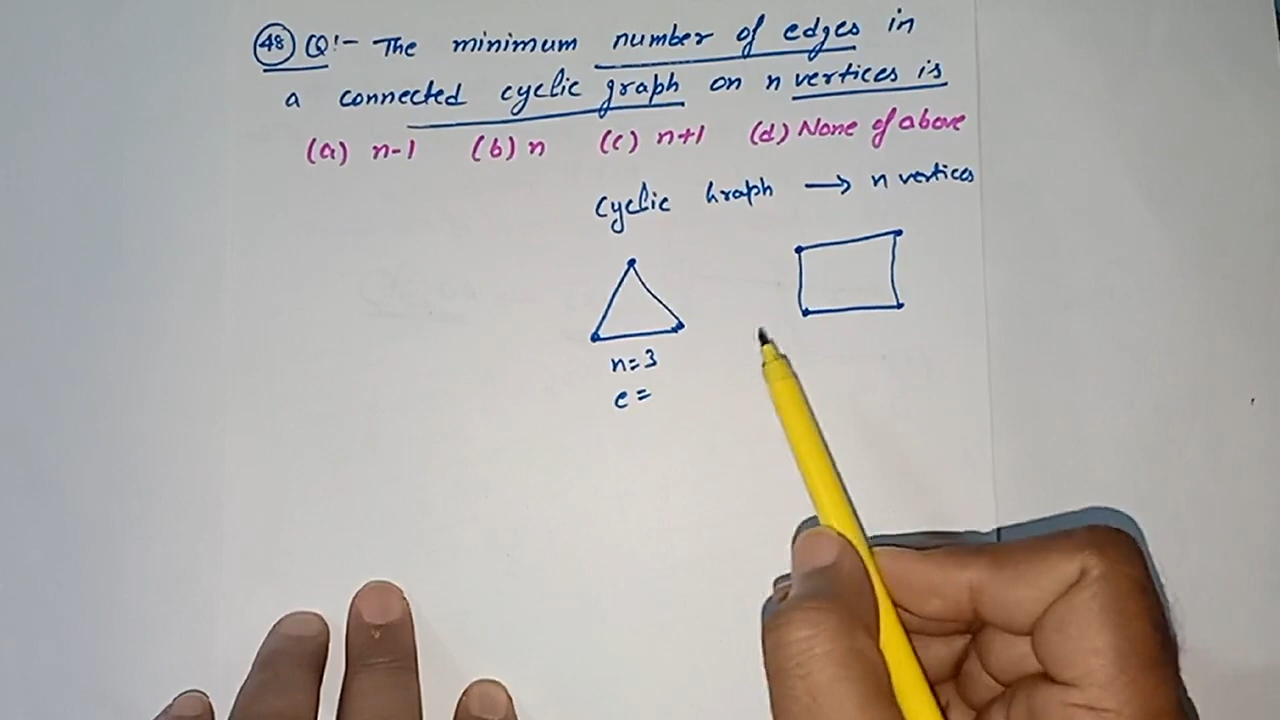 48 Q:- The minimum number of edges in
a connected cyclic graph on n vertices is
(a) n-1 (b) n (c) n+1 (d) None of above
Cyclic Graph → n vertices
n=3
e=